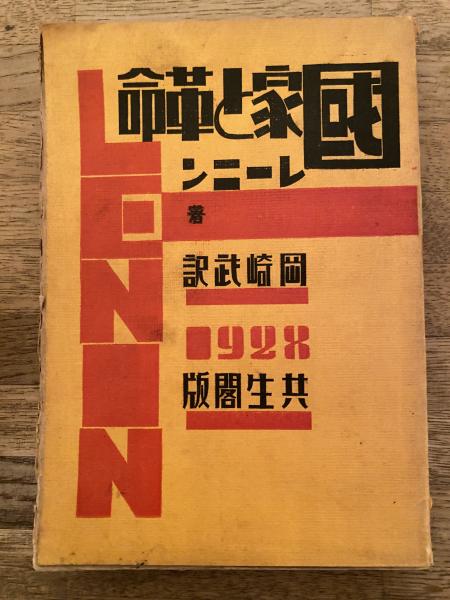 國家と革命
レーニン
著
岡崎武訳
1928
共生閣版
LENIN